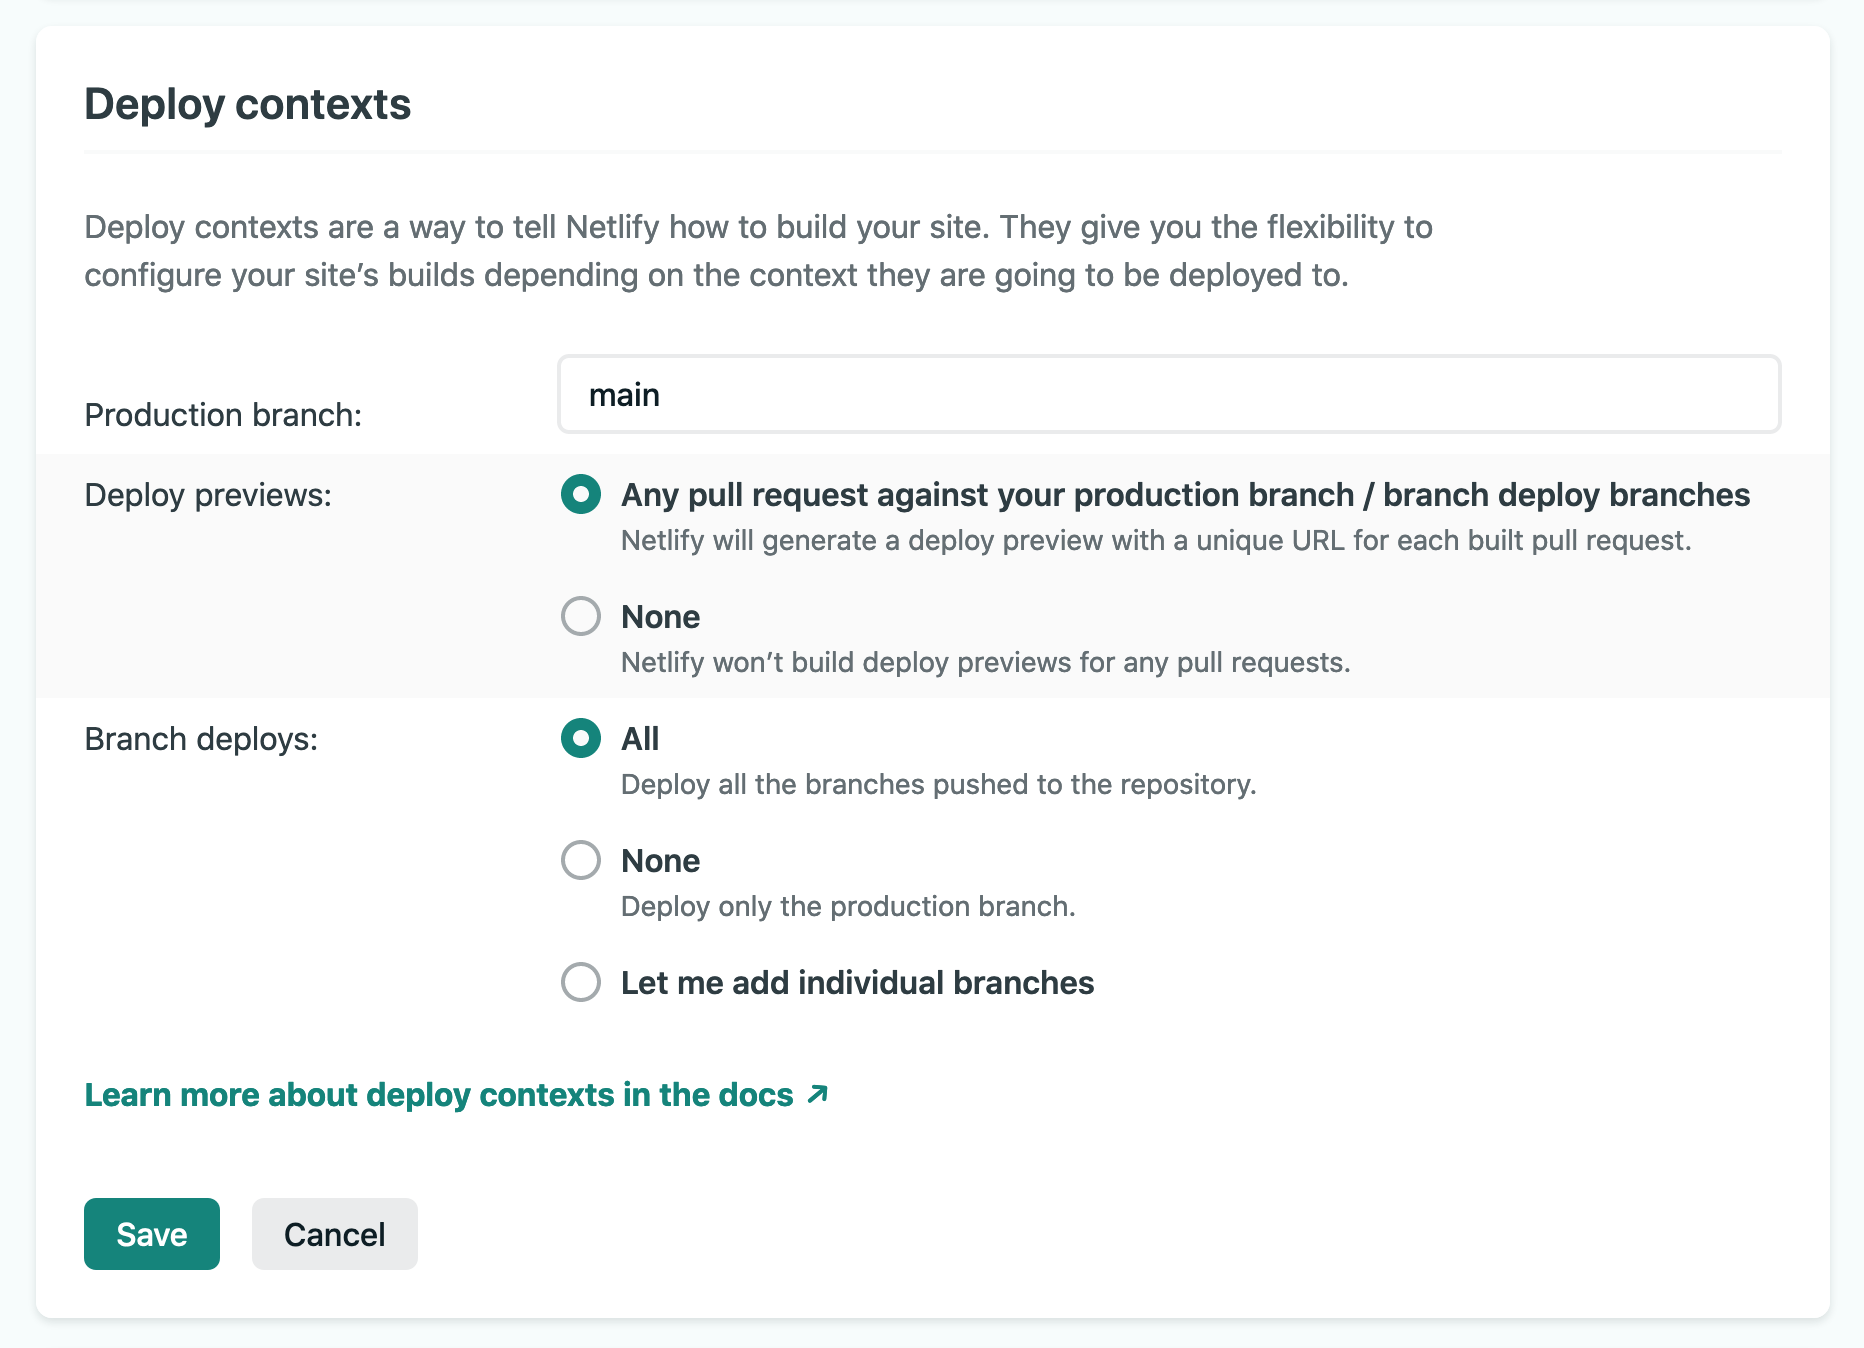 Deploy contexts
Deploy contexts are a way to tell Netlify how to build your site. They give you the flexibility to
configure your site’s builds depending on the context they are going to be deployed to.
Production branch:
main
Deploy previews:
Any pull request against your production branch / branch deploy branches
Netlify will generate a deploy preview with a unique URL for each built pull request.
None
Netlify won’t build deploy previews for any pull requests.
Branch deploys:
All
Deploy all the branches pushed to the repository.
None
Deploy only the production branch.
Let me add individual branches
Learn more about deploy contexts in the docs ↗
Save
Cancel